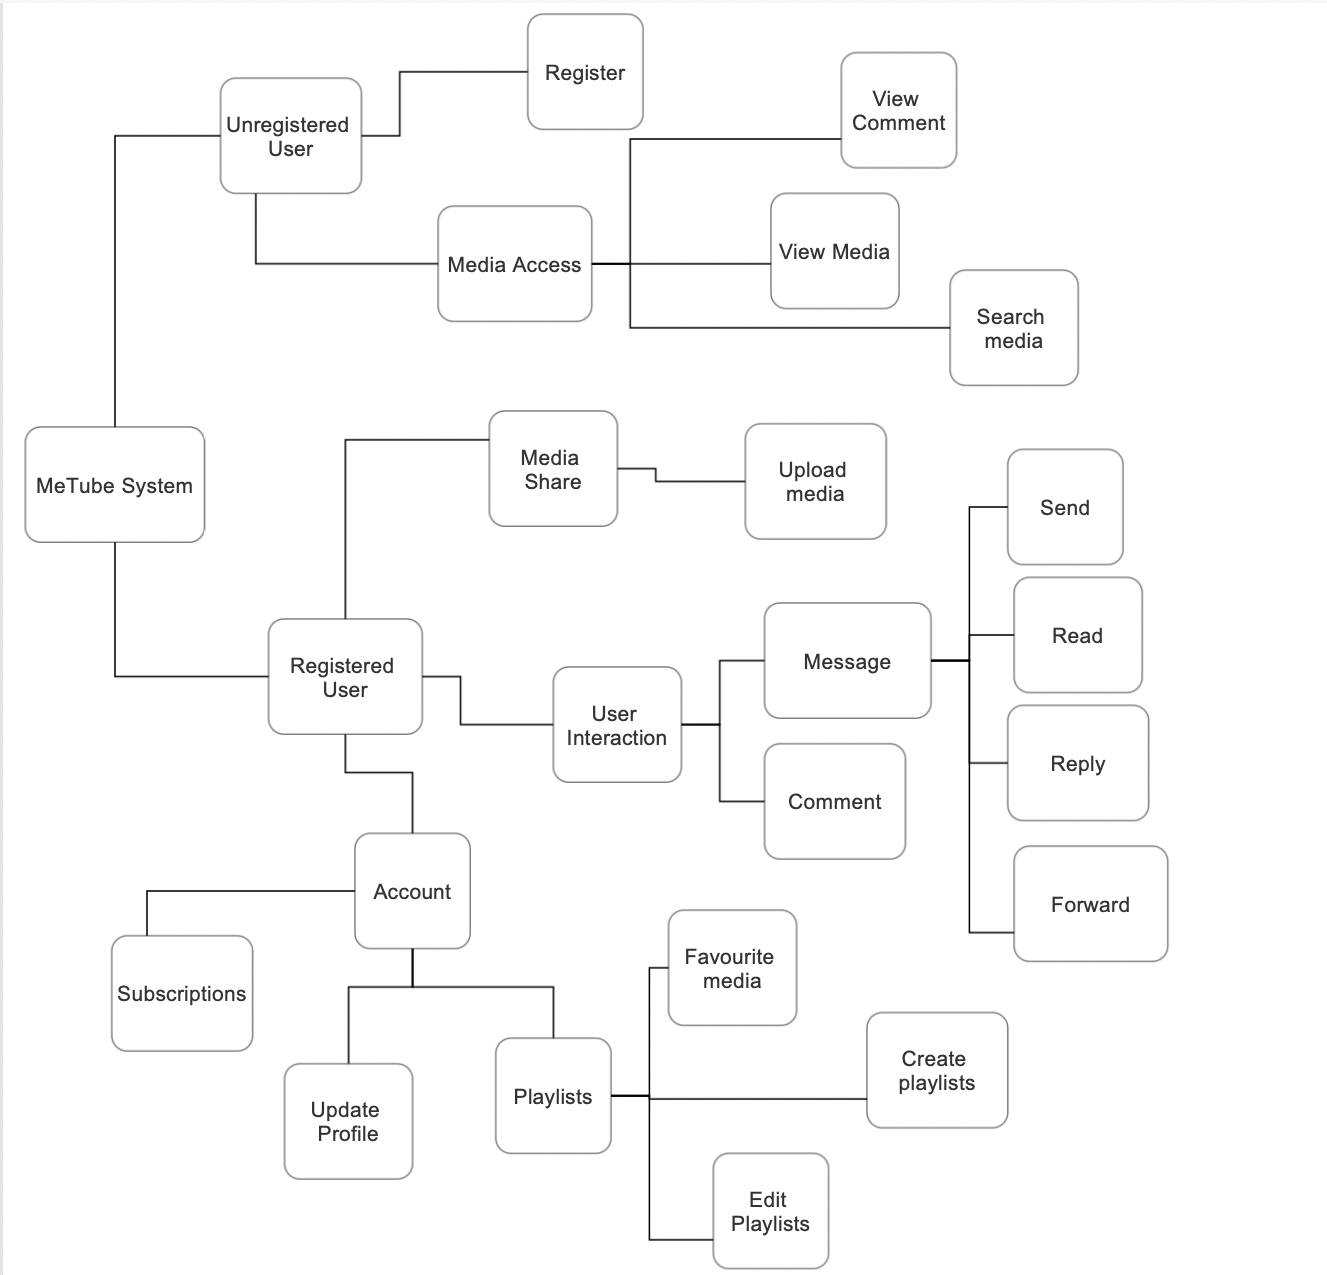 Register
View
Comment
Unregistered
User
View Media
Media Access
Search
media
Media
Share
Upload
media
MeTube System
Send
Read
Message
Registered
User
User
Interaction
Reply
Comment
Account
Forward
Favourite
media
Subscriptions
Create
playlists
Playlists
Update
Profile
Edit
Playlists